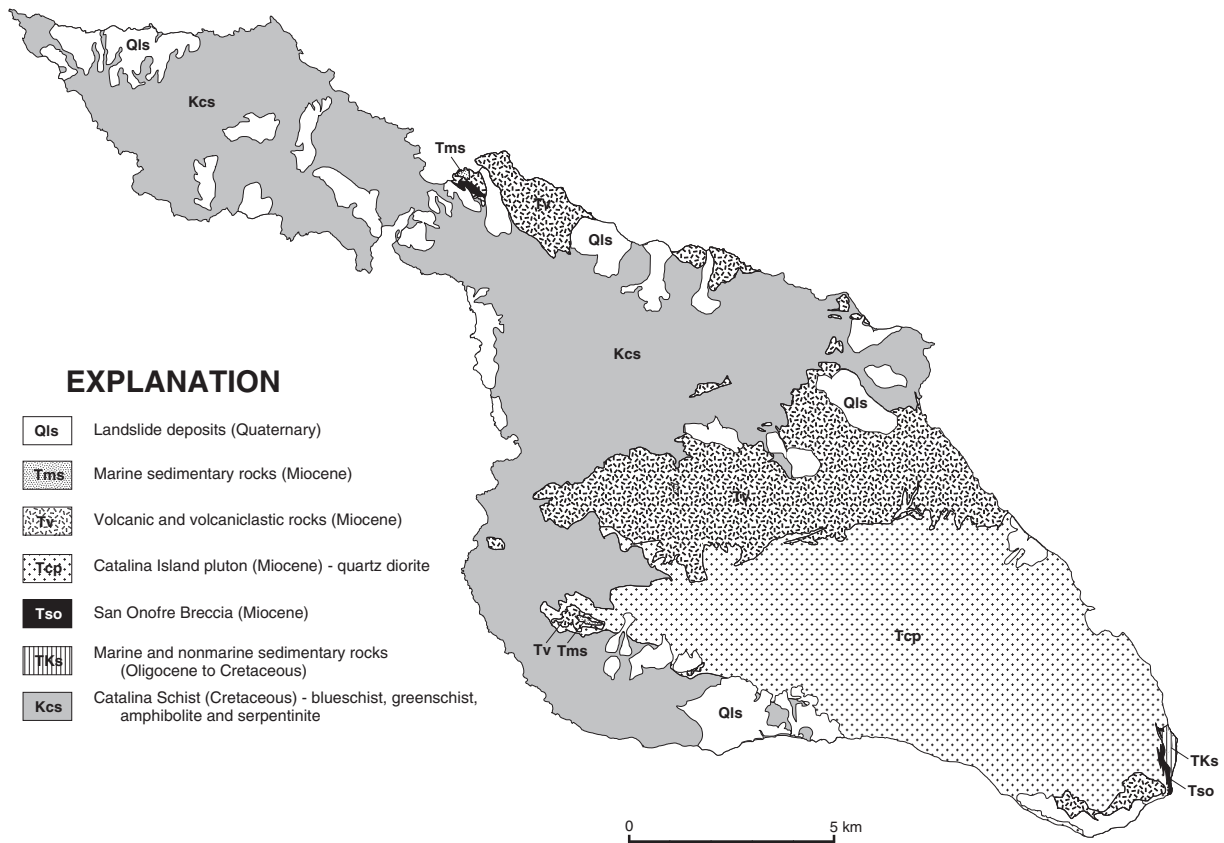 Qls
Kcs
Tms
Tv
Qls
Kcs
Qls
Tv
Tcp
Tv Tms
Qls
TKs
Tso
EXPLANATION
Qls Landslide deposits (Quaternary)
Tms Marine sedimentary rocks (Miocene)
Tv Volcanic and volcaniclastic rocks (Miocene)
Tcp Catalina Island pluton (Miocene) - quartz diorite
Tso San Onofre Breccia (Miocene)
TKs Marine and nonmarine sedimentary rocks
(Oligocene to Cretaceous)
Kcs Catalina Schist (Cretaceous) - blueschist, greenschist,
amphibolite and serpentinite
0 5 km